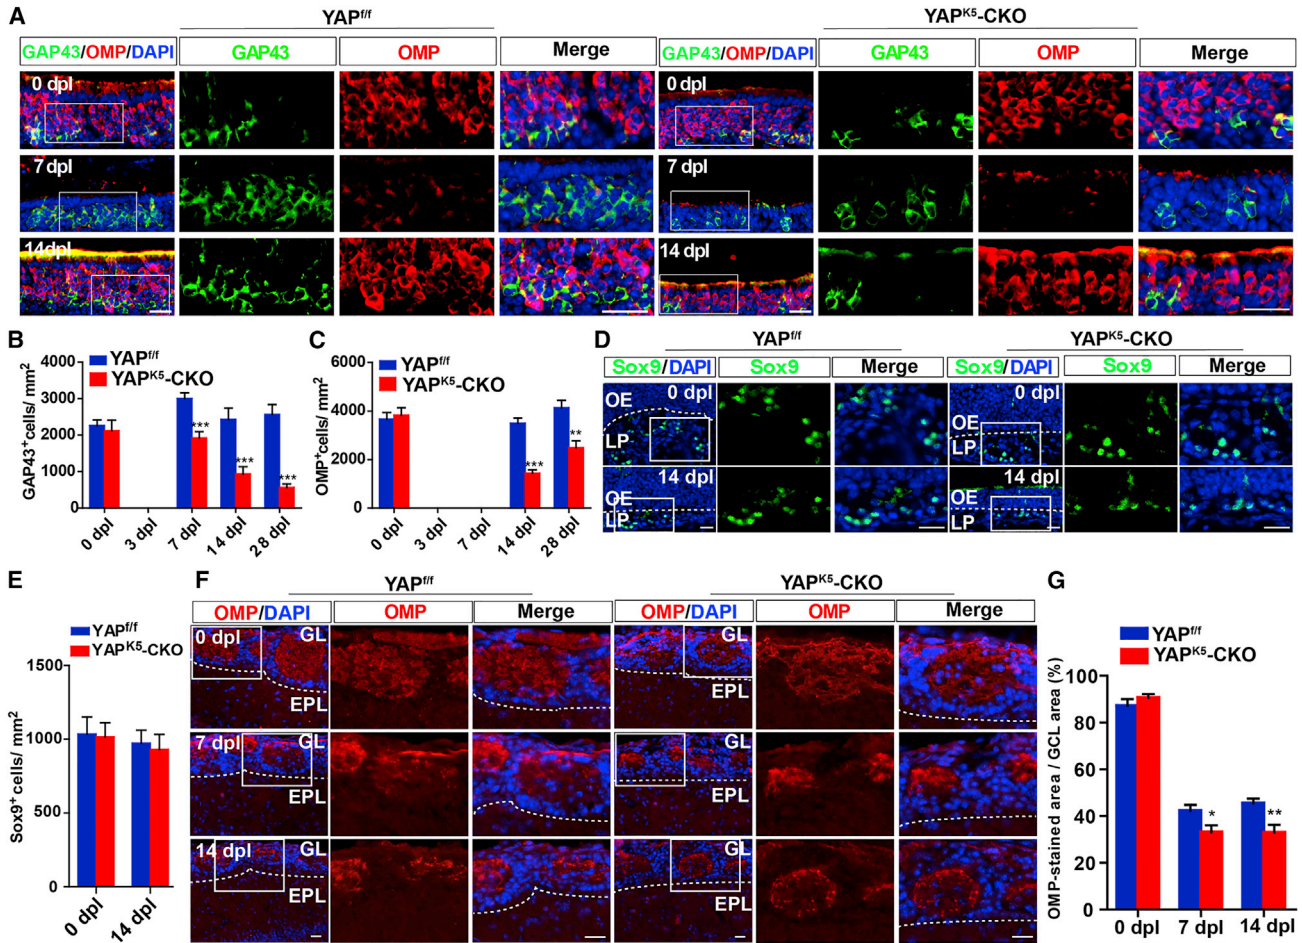 A
YAPf/f
YAPK5-CKO
GAP43/OMP/DAPI
GAP43
OMP
Merge
GAP43/OMP/DAPI
GAP43
OMP
Merge
0 dpl
0 dpl
7 dpl
7 dpl
14dpl
14 dpl
B
YAPf/f
YAPK5-CKO
GAP43+cells/ mm2
4000
3000
2000
1000
0
***
***
***
0 dpl
3 dpl
7 dpl
14 dpl
28 dpl
C
YAPf/f
YAPK5-CKO
OMP+cells/ mm2
6000
4000
2000
0
***
**
0 dpl
3 dpl
7 dpl
14 dpl
28 dpl
D
YAPf/f
YAPK5-CKO
Sox9/DAPI
Sox9
Merge
Sox9/DAPI
Sox9
Merge
0 dpl
OE
LP
0 dpl
OE
LP
14 dpl
OE
LP
14 dpl
OE
LP
E
YAPf/f
YAPK5-CKO
Sox9+ cells/ mm2
1500
1000
500
0
0 dpl
14 dpl
F
YAPf/f
YAPK5-CKO
OMP/DAPI
OMP
Merge
OMP/DAPI
OMP
Merge
0 dpl
GL
EPL
GL
EPL
7 dpl
GL
EPL
GL
EPL
14 dpl
GL
EPL
GL
EPL
G
YAPf/f
YAPK5-CKO
OMP-stained area / GCL area (%)
100
80
60
40
20
0
*
**
0 dpl
7 dpl
14 dpl